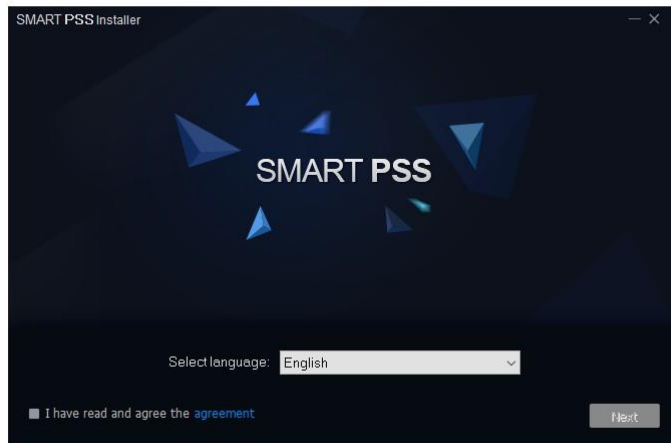 SMART PSS Installer
SMART PSS
Select language: English
I have read and agree the agreement
Next